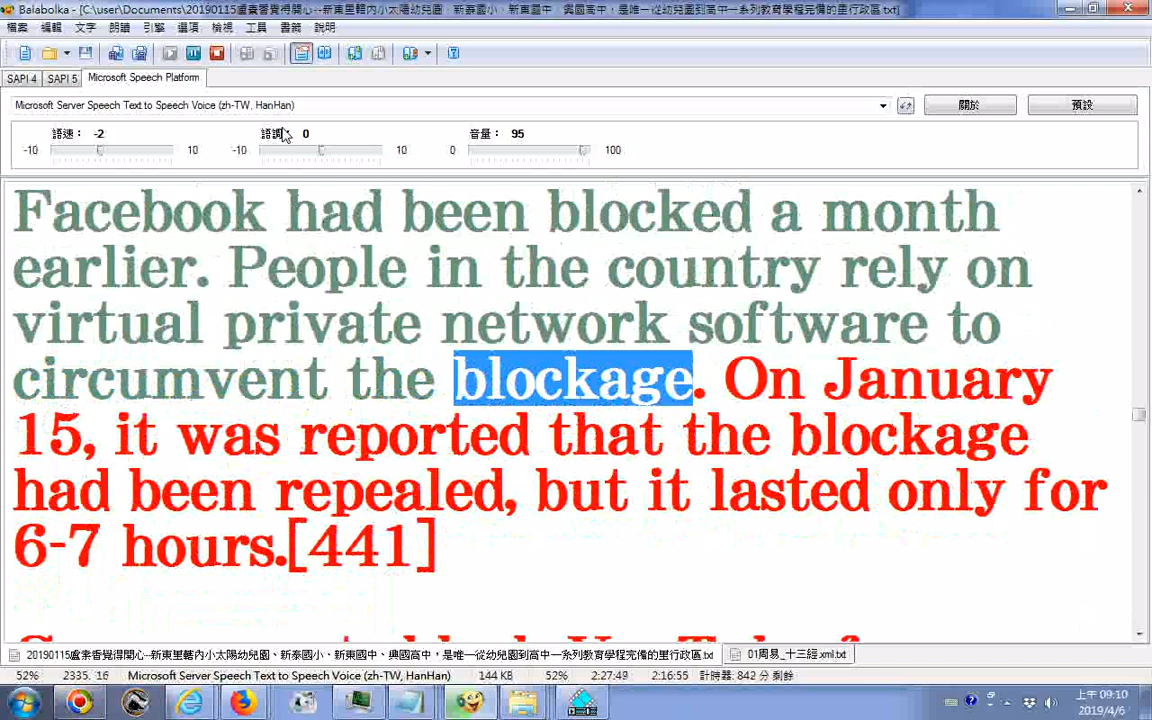 Balabolka - [C:\user\Documents\20190115盧素香覺得開心--新東里轄內小太陽幼兒園、新泰國小、新東國中、興國高中，是唯一從幼兒園到高中一系列教育學程完備的里行政區.txt]
檔案 編輯 文字 朗讀 引擎 選項 檢視 工具 書籤 說明
SAPI 4 SAPI 5 Microsoft Speech Platform
Microsoft Server Speech Text to Speech Voice (zh-TW, HanHan) 關於 預設
語速： -2 語調： 0 音量： 95
-10 10 -10 10 0 100
Facebook had been blocked a month
earlier. People in the country rely on
virtual private network software to
circumvent the blockage. On January
15, it was reported that the blockage
had been repealed, but it lasted only for
6-7 hours.[441]
20190115盧素香覺得開心--新東里轄內小太陽幼兒園、新泰國小、新東國中、興國高中，是唯一從幼兒園到高中一系列教育學程完備的里行政區.txt 01周易_十三經.xml.txt
52% 2335, 16 Microsoft Server Speech Text to Speech Voice (zh-TW, HanHan) 144 KB 52% 2:27:49 2:16:55 計時器: 842 分 剩餘
上午 09:10
2019/4/6